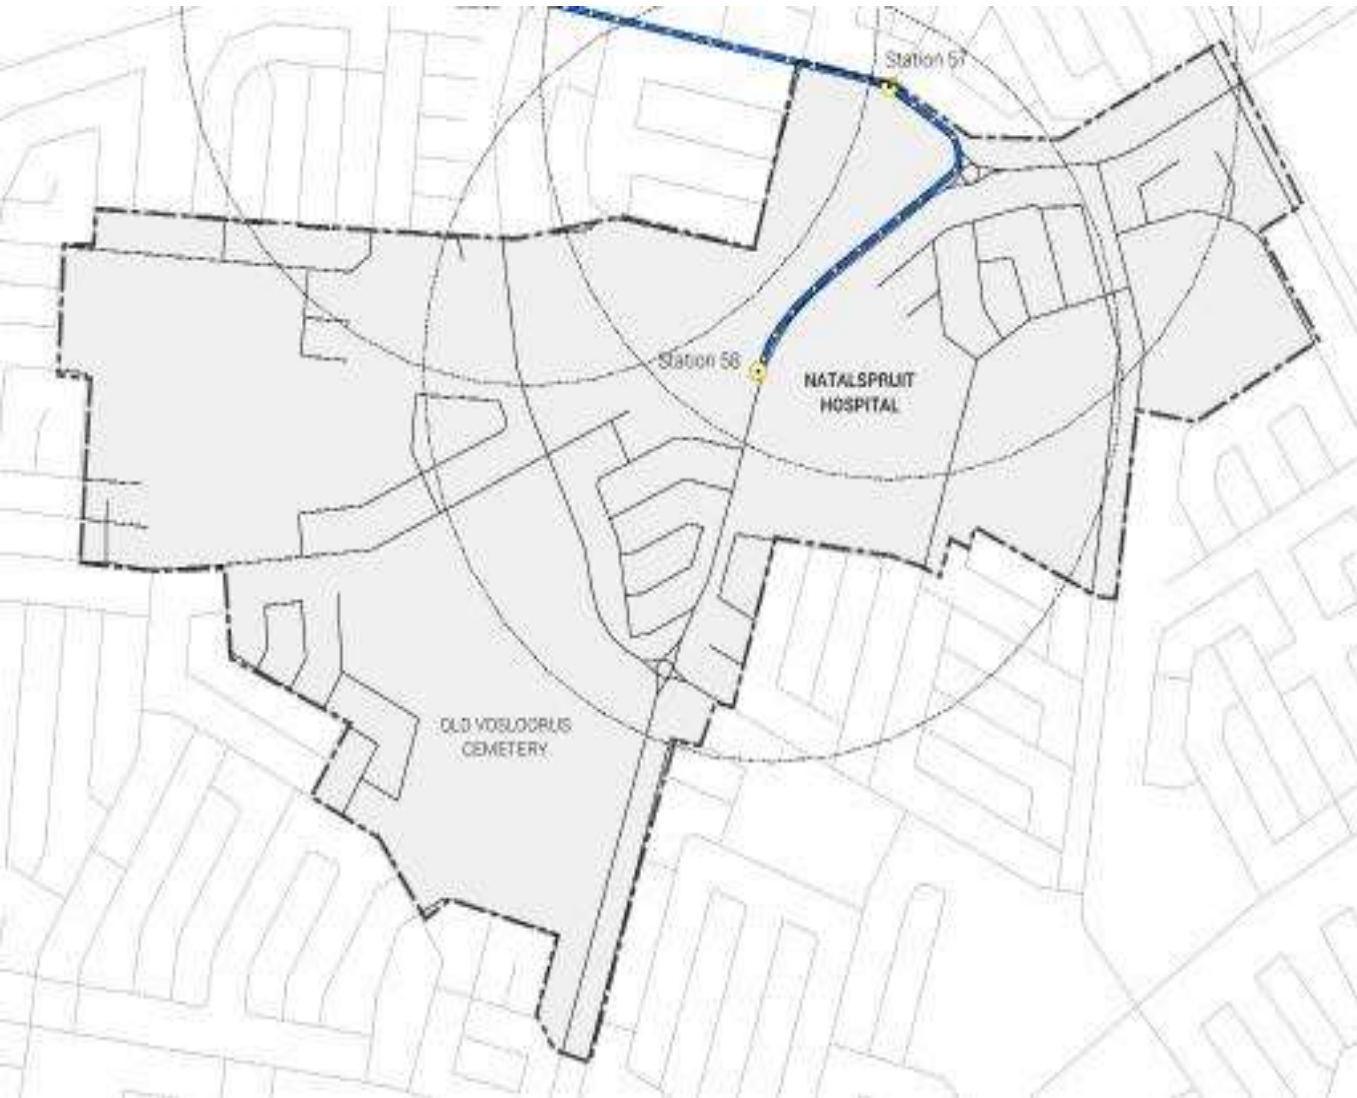 Station 57
Station 58
NATALSPRUIT
HOSPITAL
OLD VOSLOORUS
CEMETERY